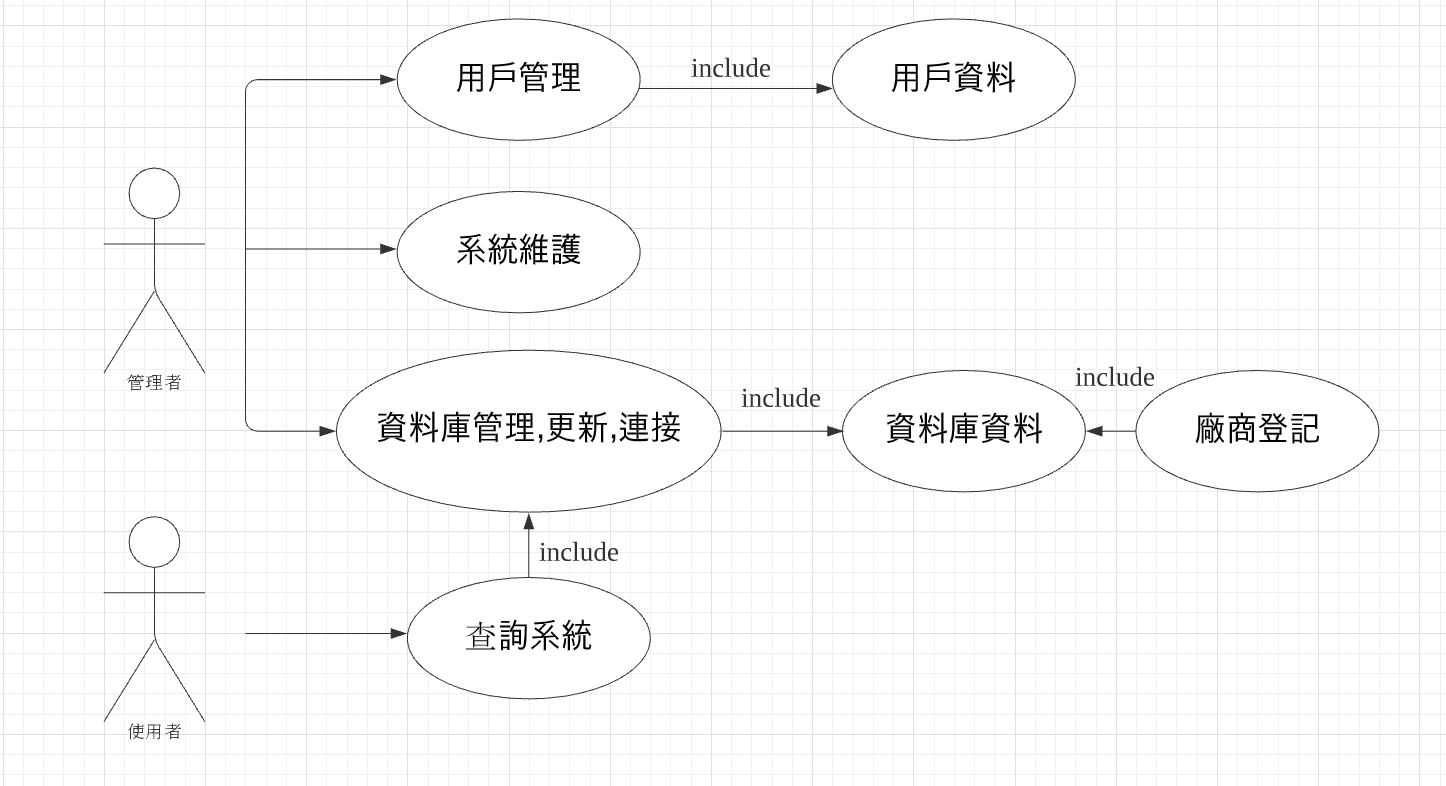 用戶管理
include
用戶資料
系統維護
管理者
資料庫管理,更新,連接
include
資料庫資料
include
廠商登記
include
查詢系統
使用者